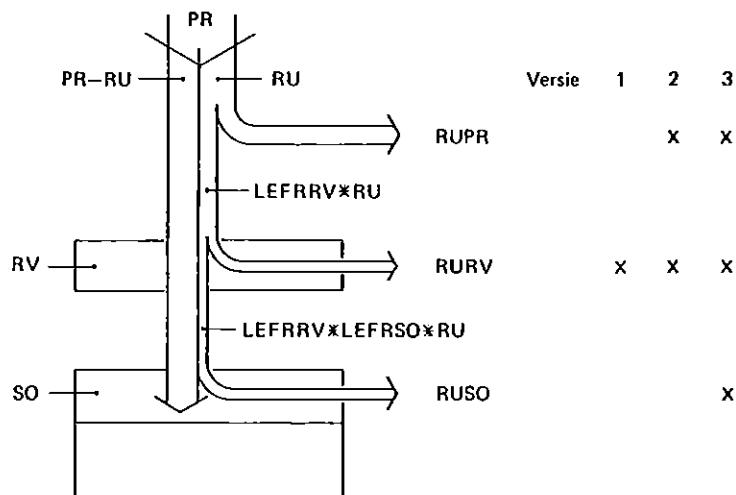 PR
PR–RU RU Versie 1 2 3
RUPR x x
LEFRRV*RU
RV RURV x x x
LEFRRV*LEFRSO*RU
SO RUSO x